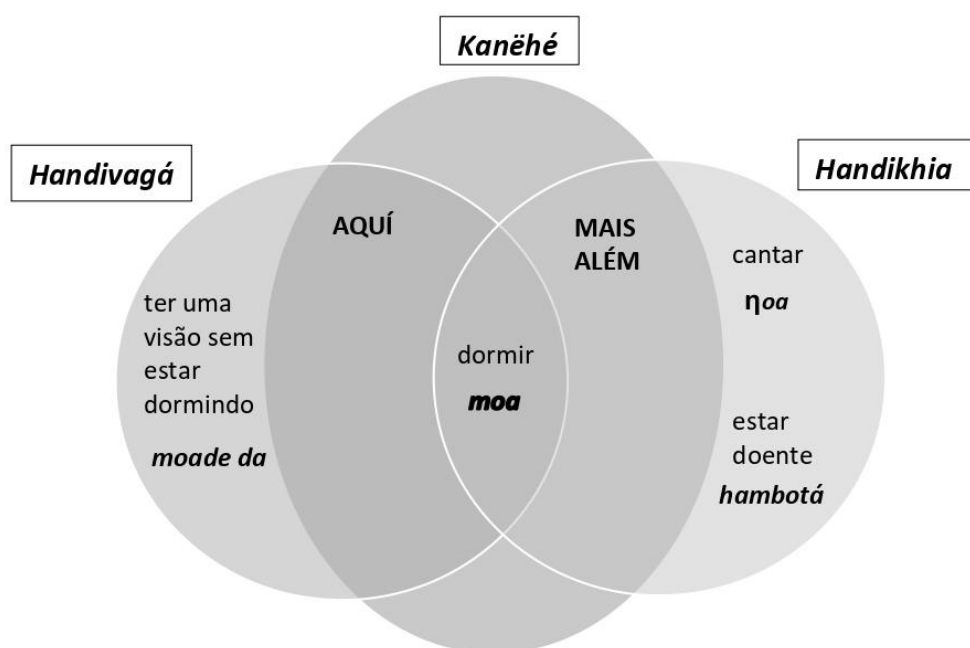 Kanëhé
Handivagá
Handikhia
AQUÍ
MAIS
ALÉM
cantar
ηoa
ter uma
visão sem
estar
dormindo
moade da
dormir
moa
estar
doente
hambotá